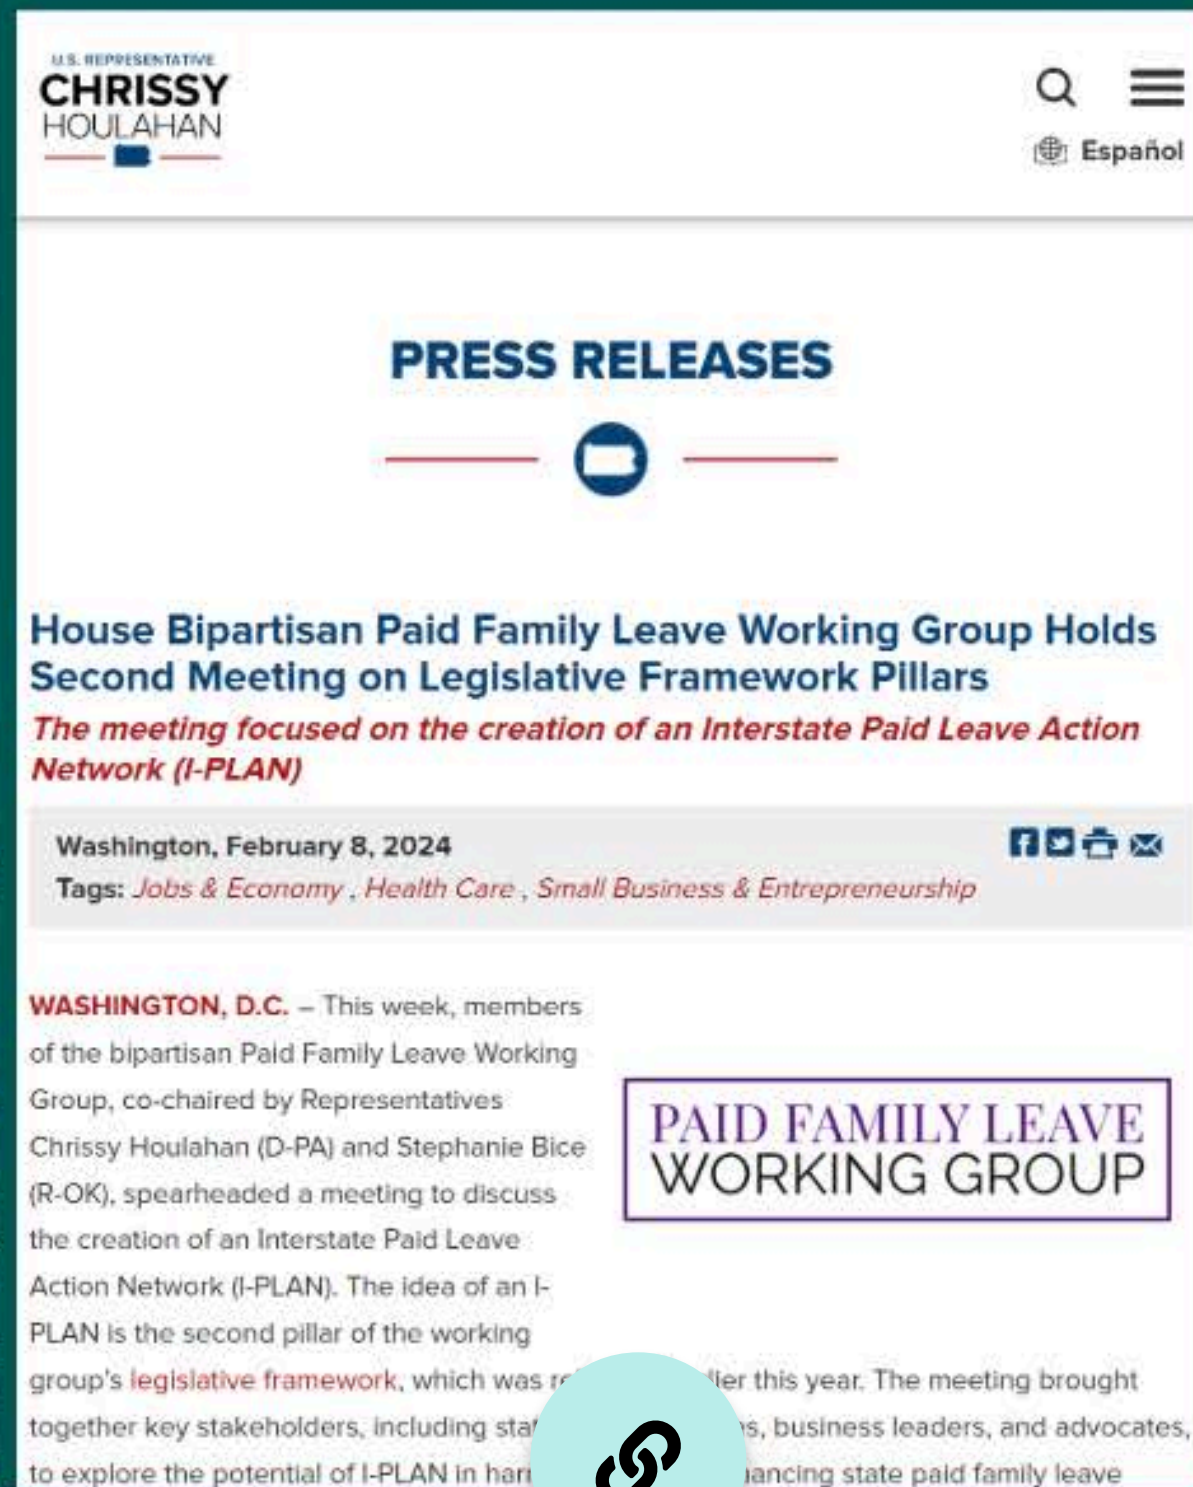 U.S. REPRESENTATIVE
CHRISSY
HOULAHAN
Español
PRESS RELEASES
House Bipartisan Paid Family Leave Working Group Holds
Second Meeting on Legislative Framework Pillars
The meeting focused on the creation of an Interstate Paid Leave Action
Network (I-PLAN)
Washington, February 8, 2024
Tags: Jobs & Economy , Health Care , Small Business & Entrepreneurship
WASHINGTON, D.C. – This week, members
of the bipartisan Paid Family Leave Working
Group, co-chaired by Representatives
Chrissy Houlahan (D-PA) and Stephanie Bice
(R-OK), spearheaded a meeting to discuss
the creation of an Interstate Paid Leave
Action Network (I-PLAN). The idea of an I-
PLAN is the second pillar of the working
PAID FAMILY LEAVE
WORKING GROUP
group's legislative framework, which was this year. The meeting brought
together key stakeholders, including business leaders, and advocates,
to explore the potential of I-PLAN in state paid family leave